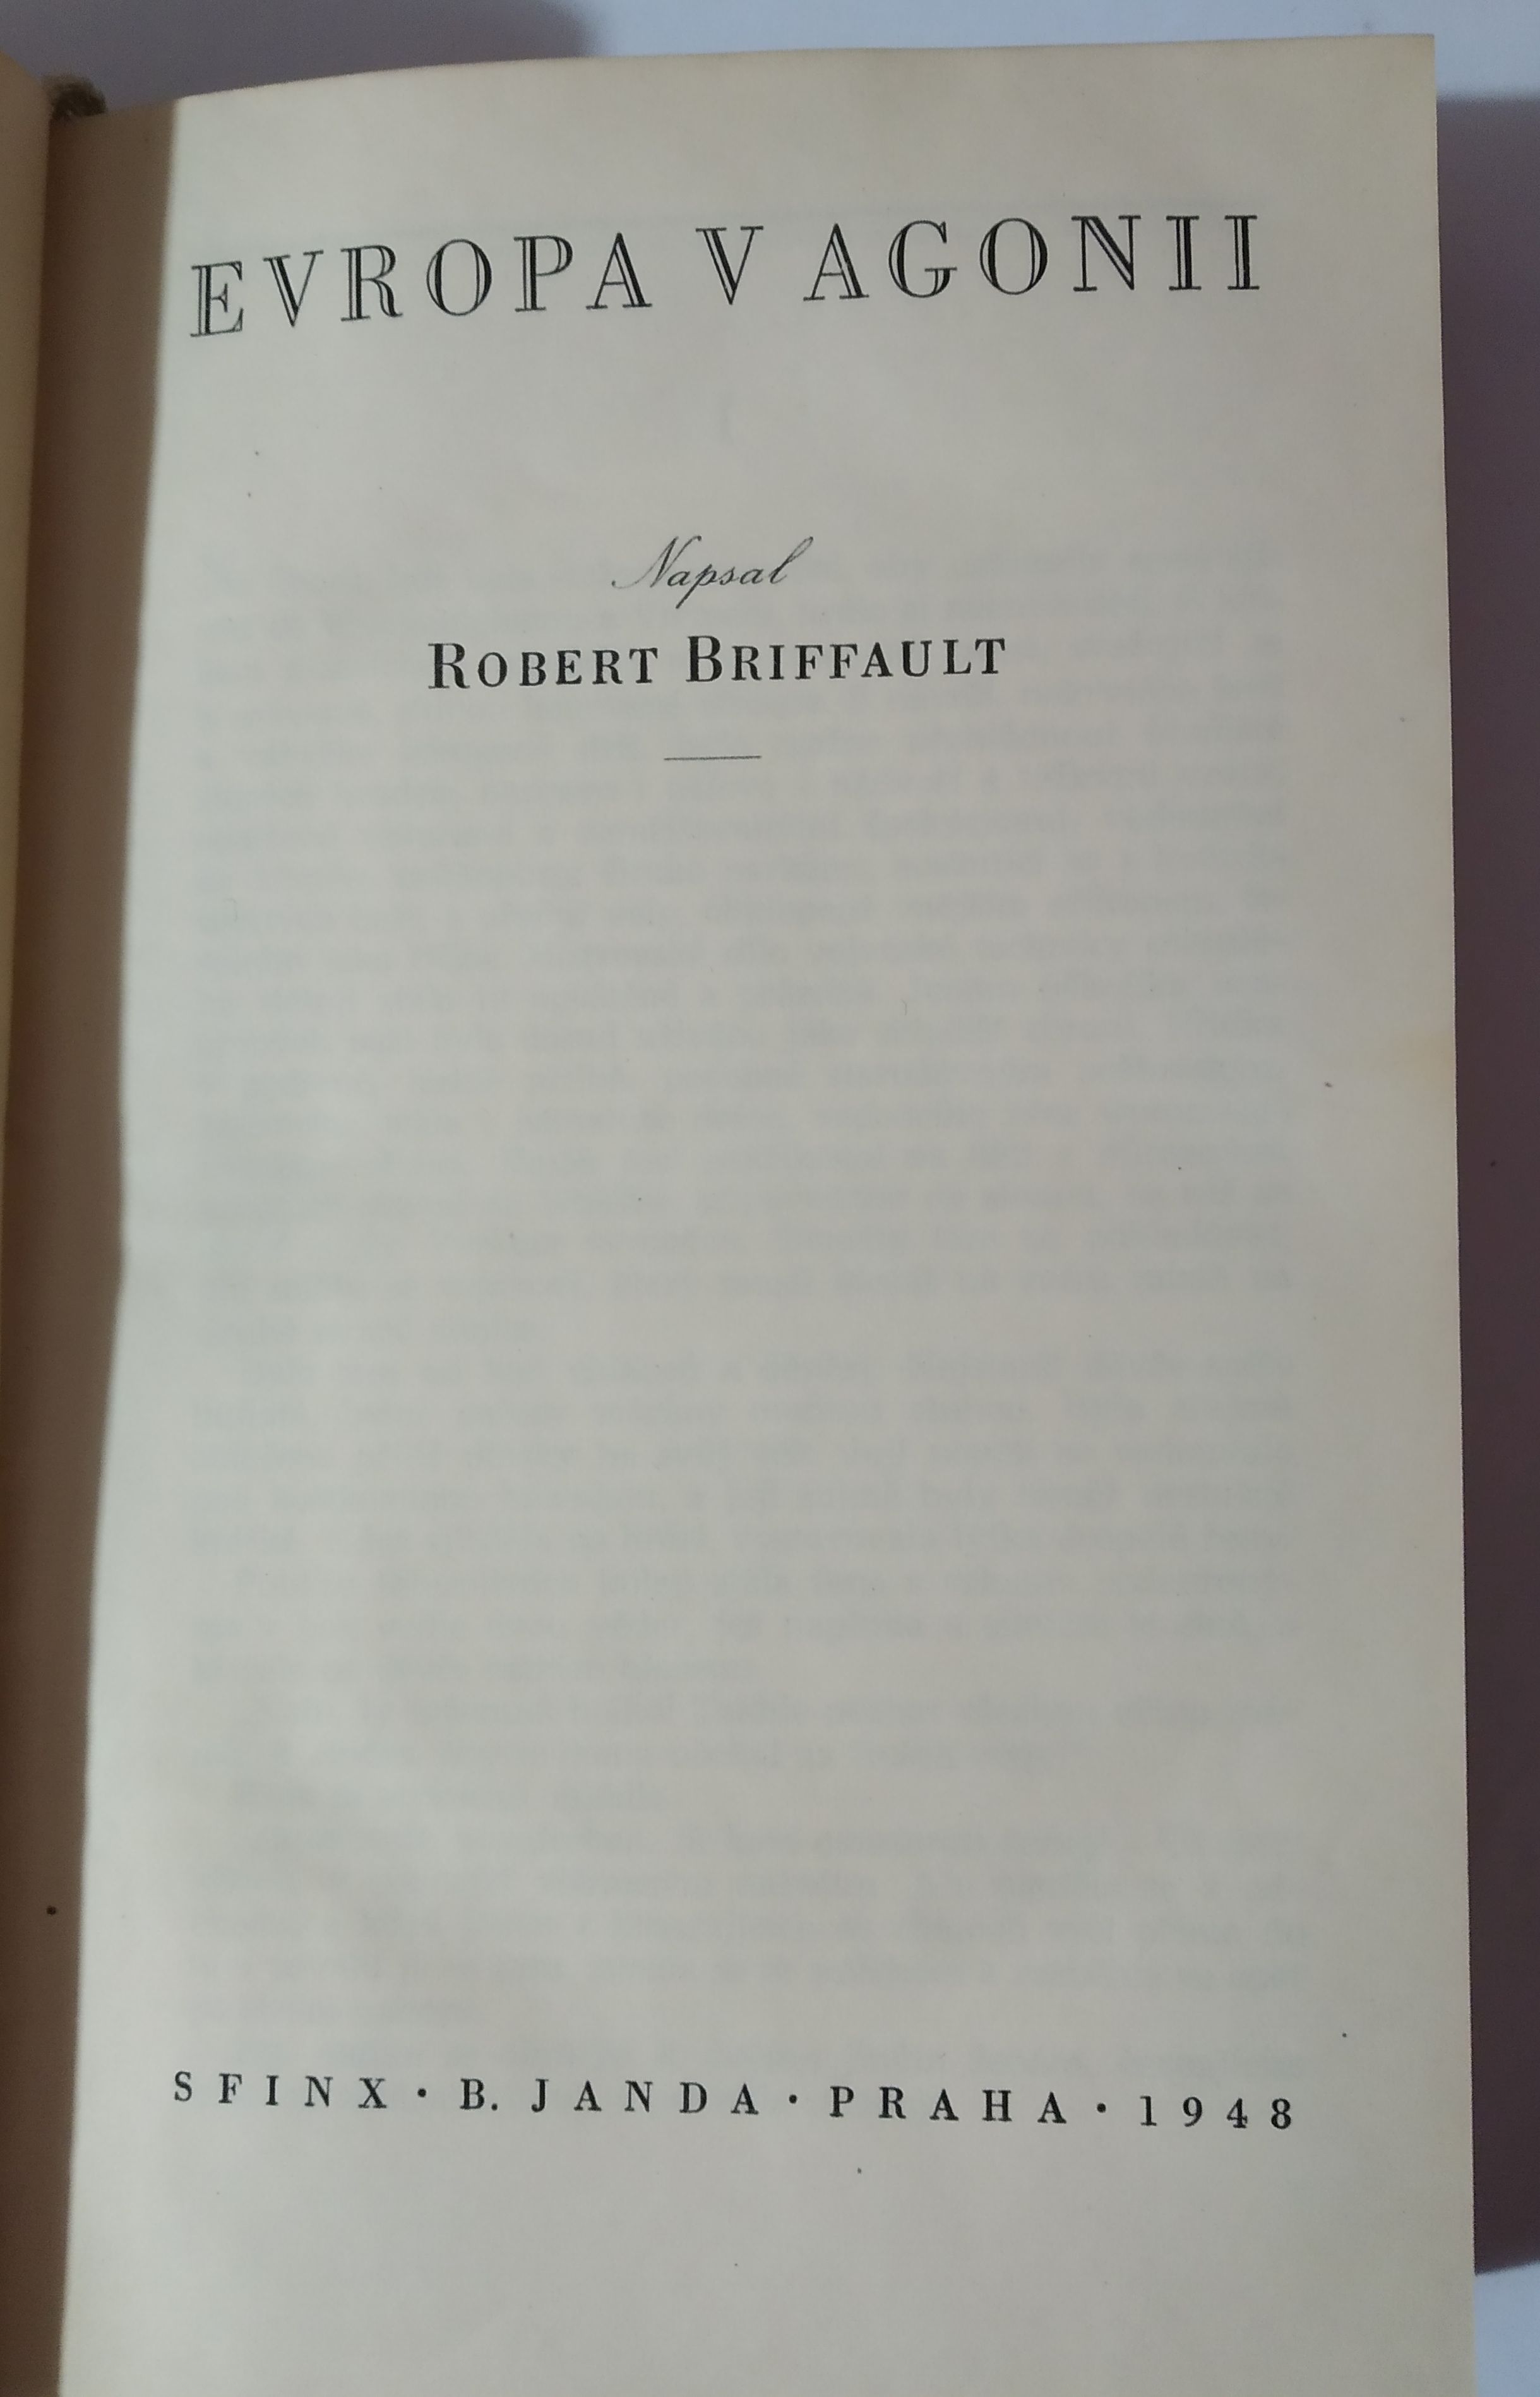 EVROPA V AGONII
Napsal
ROBERT BRIFFAULT
SFINX · B. JANDA · PRAHA · 1948